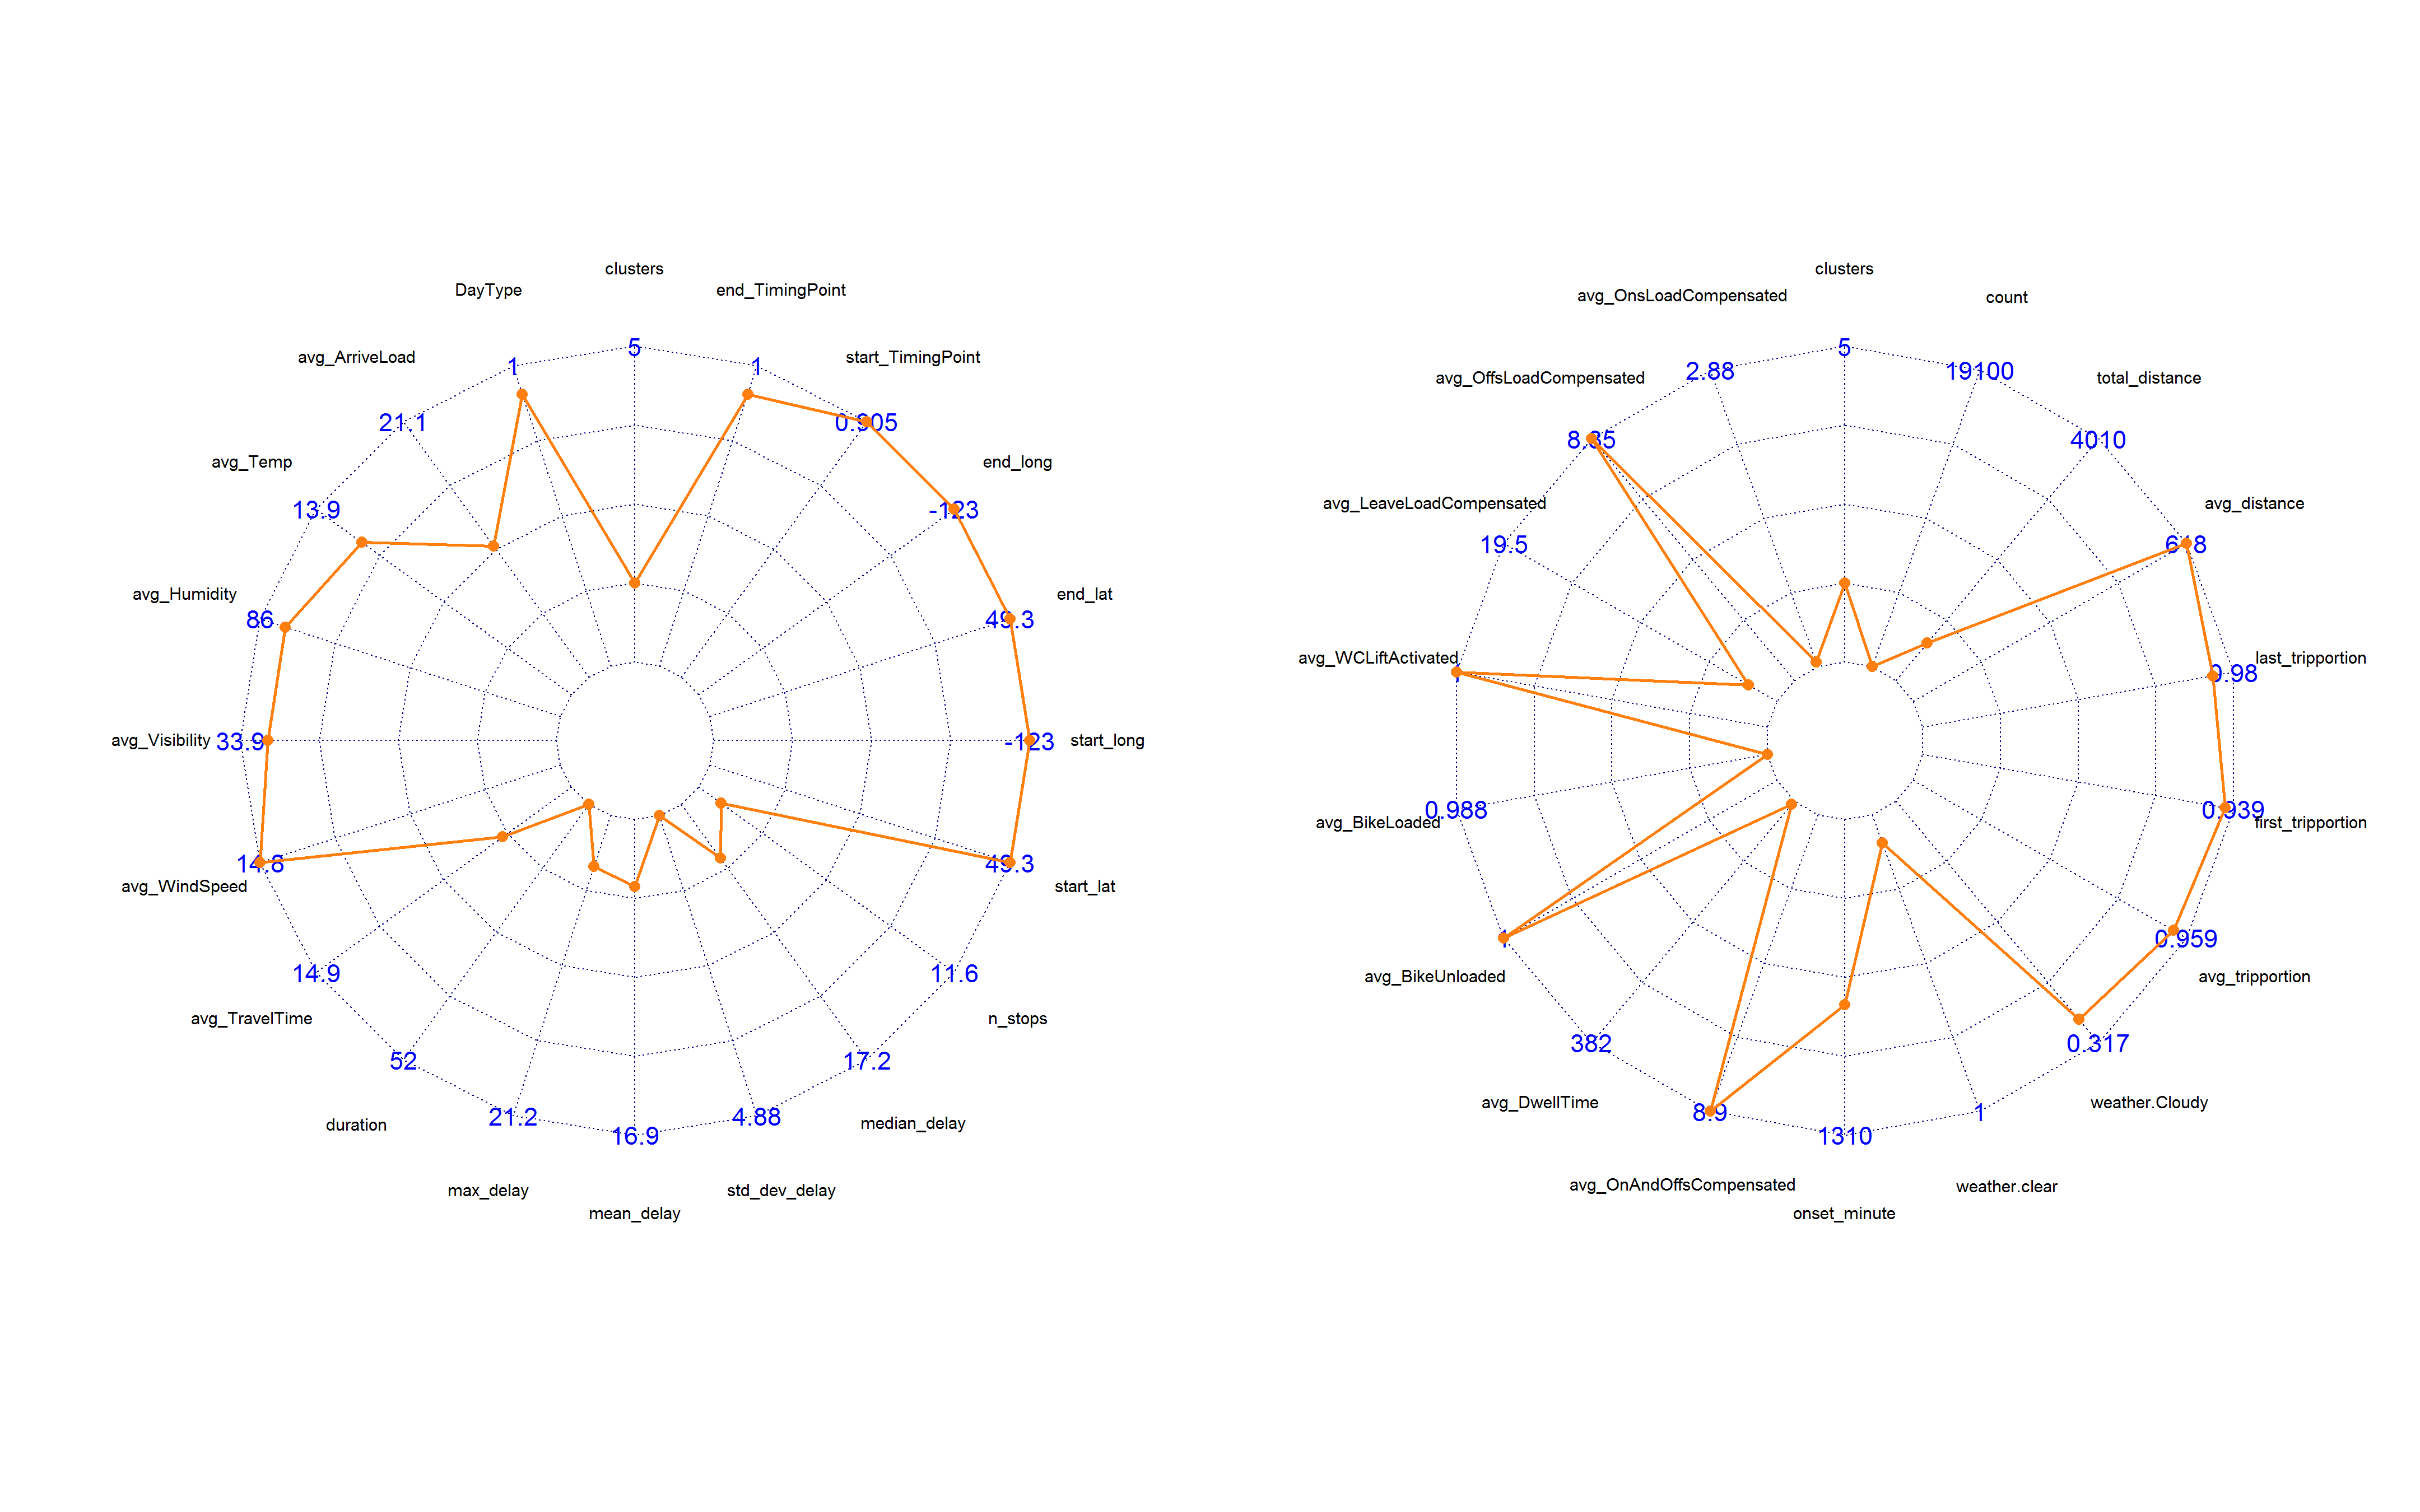 clusters
DayType
end_TimingPoint
avg_ArriveLoad
start_TimingPoint
avg_Temp
end_long
avg_Humidity
end_lat
avg_Visibility
start_long
avg_WindSpeed
start_lat
avg_TravelTime
n_stops
duration
median_delay
max_delay
std_dev_delay
mean_delay
5
1
1
21.1
0.905
13.9
-123
86
49.3
33.9
-123
14.8
49.3
14.9
11.6
52
17.2
21.2
4.88
16.9
clusters
avg_OnsLoadCompensated
count
avg_OffsLoadCompensated
total_distance
avg_LeaveLoadCompensated
avg_distance
avg_WCLiftActivated
last_tripportion
avg_BikeLoaded
first_tripportion
avg_BikeUnloaded
avg_tripportion
avg_DwellTime
weather.Cloudy
avg_OnAndOffsCompensated
weather.clear
onset_minute
5
2.88
19100
8.35
4010
19.5
618
1
0.98
0.988
0.939
1
0.959
382
0.317
8.9
1
1310